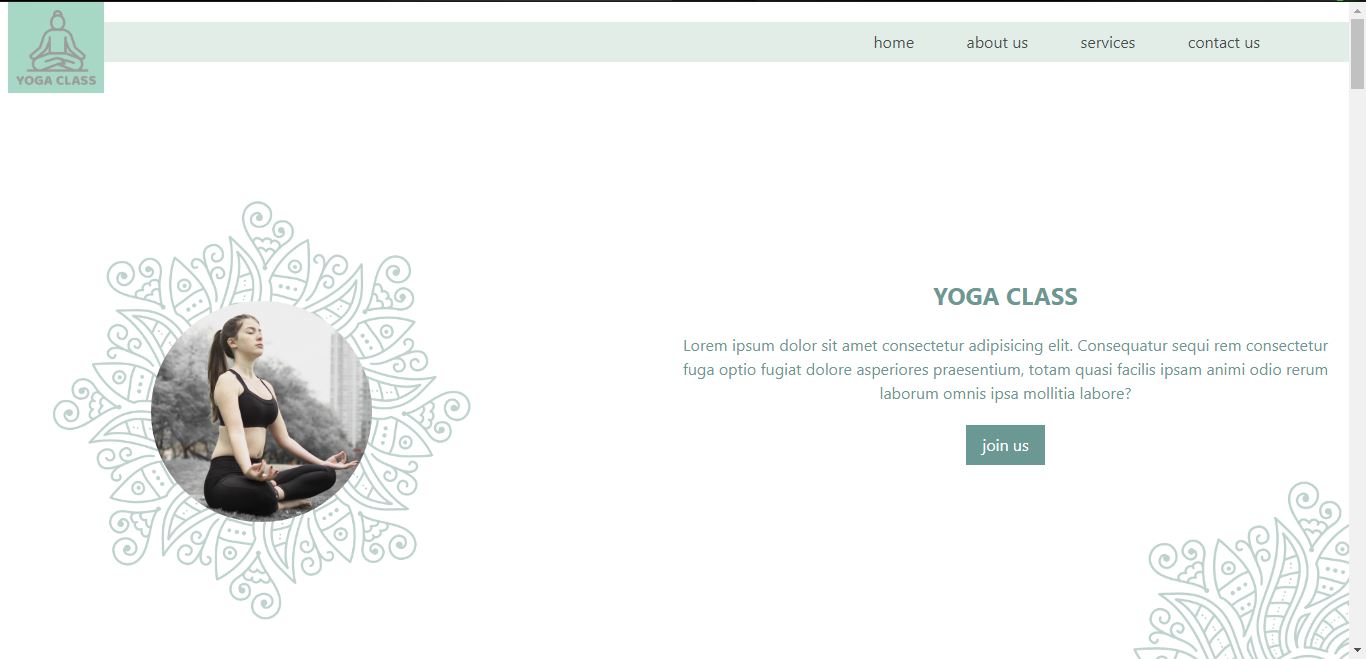 YOGA CLASS
home about us services contact us
YOGA CLASS
Lorem ipsum dolor sit amet consectetur adipisicing elit. Consequatur sequi rem consectetur
fuga optio fugiat dolore asperiores praesentium, totam quasi facilis ipsam animi odio rerum
laborum omnis ipsa mollitia labore?
join us